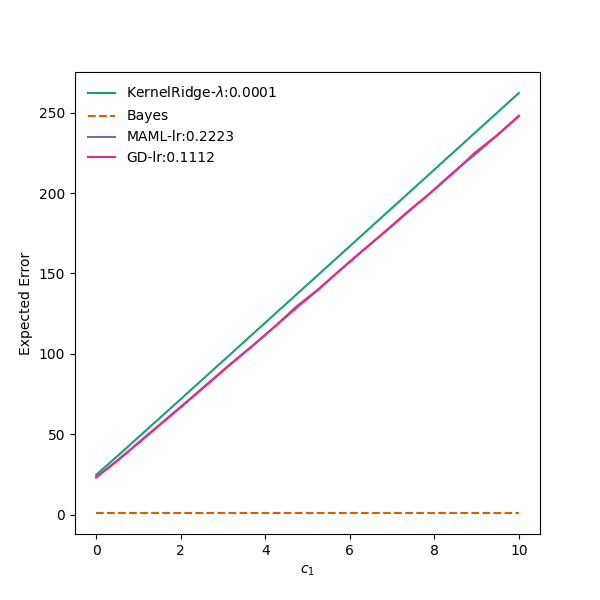 KernelRidge-λ:0.0001
Bayes
MAML-lr:0.2223
GD-lr:0.1112
250
200
150
100
50
0
Expected Error
0 2 4 6 8 10
c₁